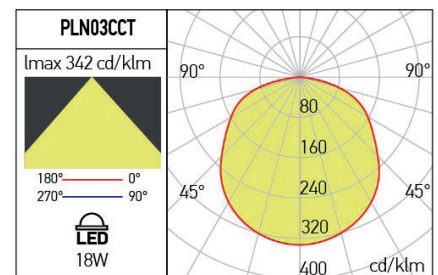 PLN03CCT
Imax 342 cd/klm
180° 0°
270° 90°
LED
18W
90° 90°
80
160
45° 240 45°
320
400 cd/klm